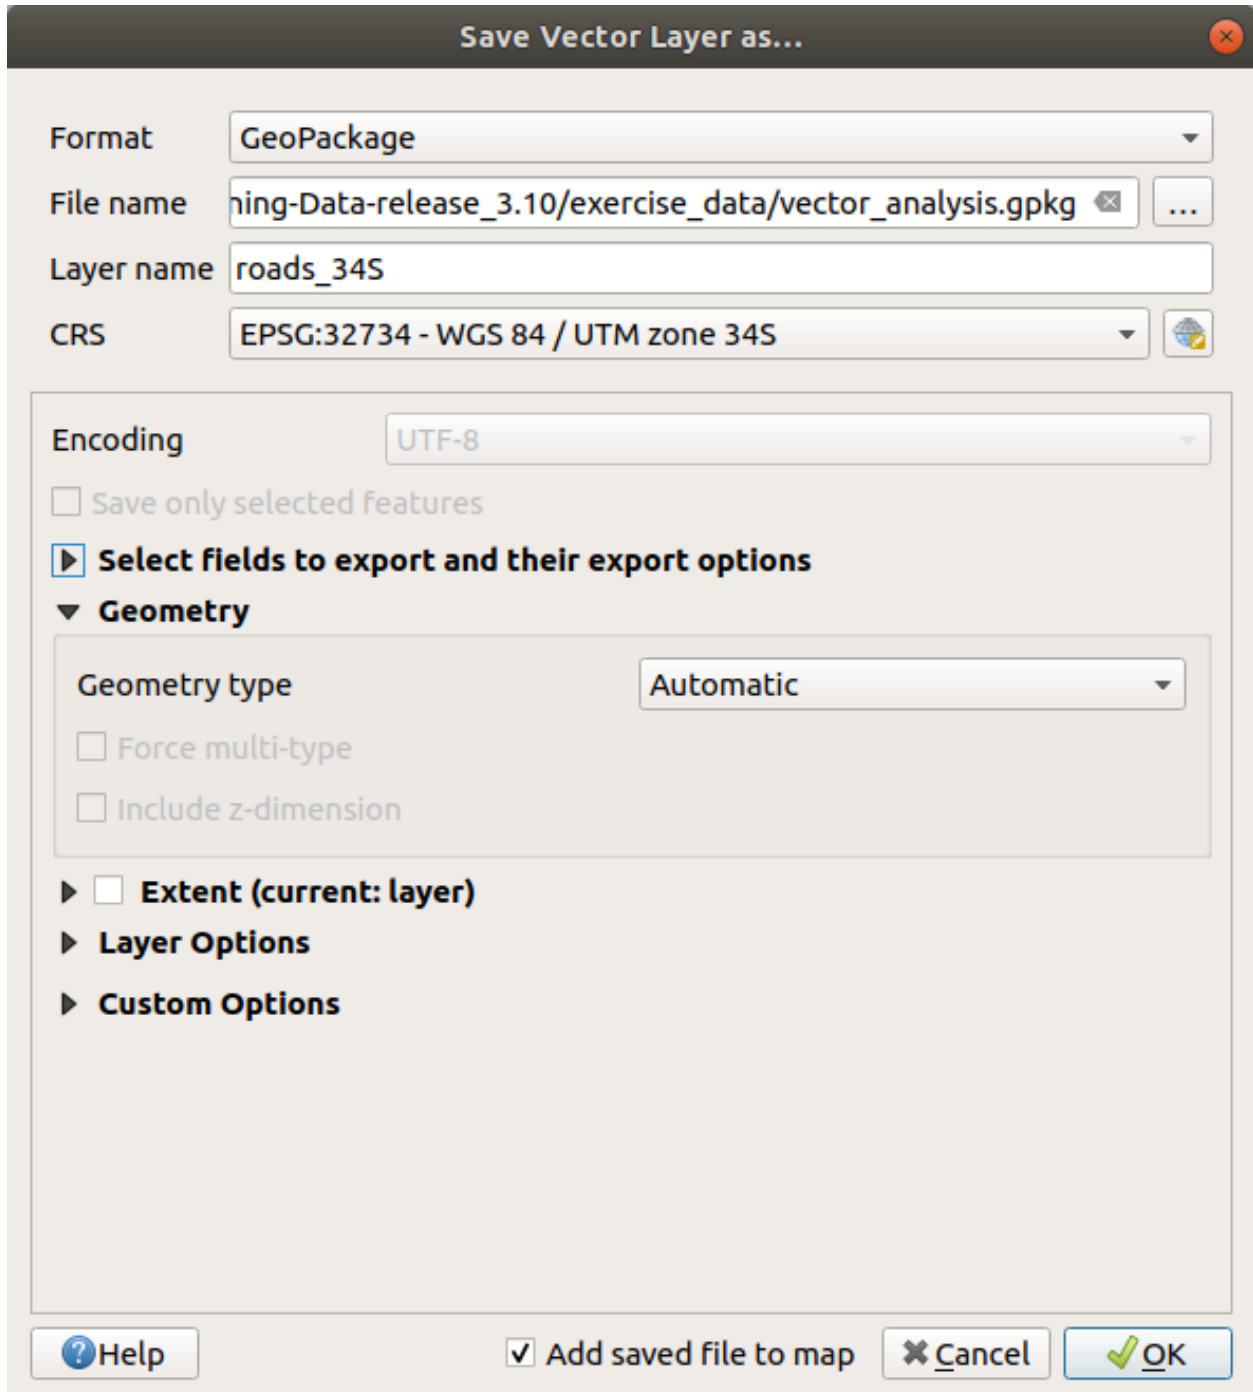 Save Vector Layer as...
Format GeoPackage
File name ning-Data-release_3.10/exercise_data/vector_analysis.gpkg ...
Layer name roads_34S
CRS EPSG:32734 - WGS 84 / UTM zone 34S
Encoding UTF-8
Save only selected features
Select fields to export and their export options
Geometry
Geometry type Automatic
Force multi-type
Include z-dimension
Extent (current: layer)
Layer Options
Custom Options
Help Add saved file to map Cancel OK